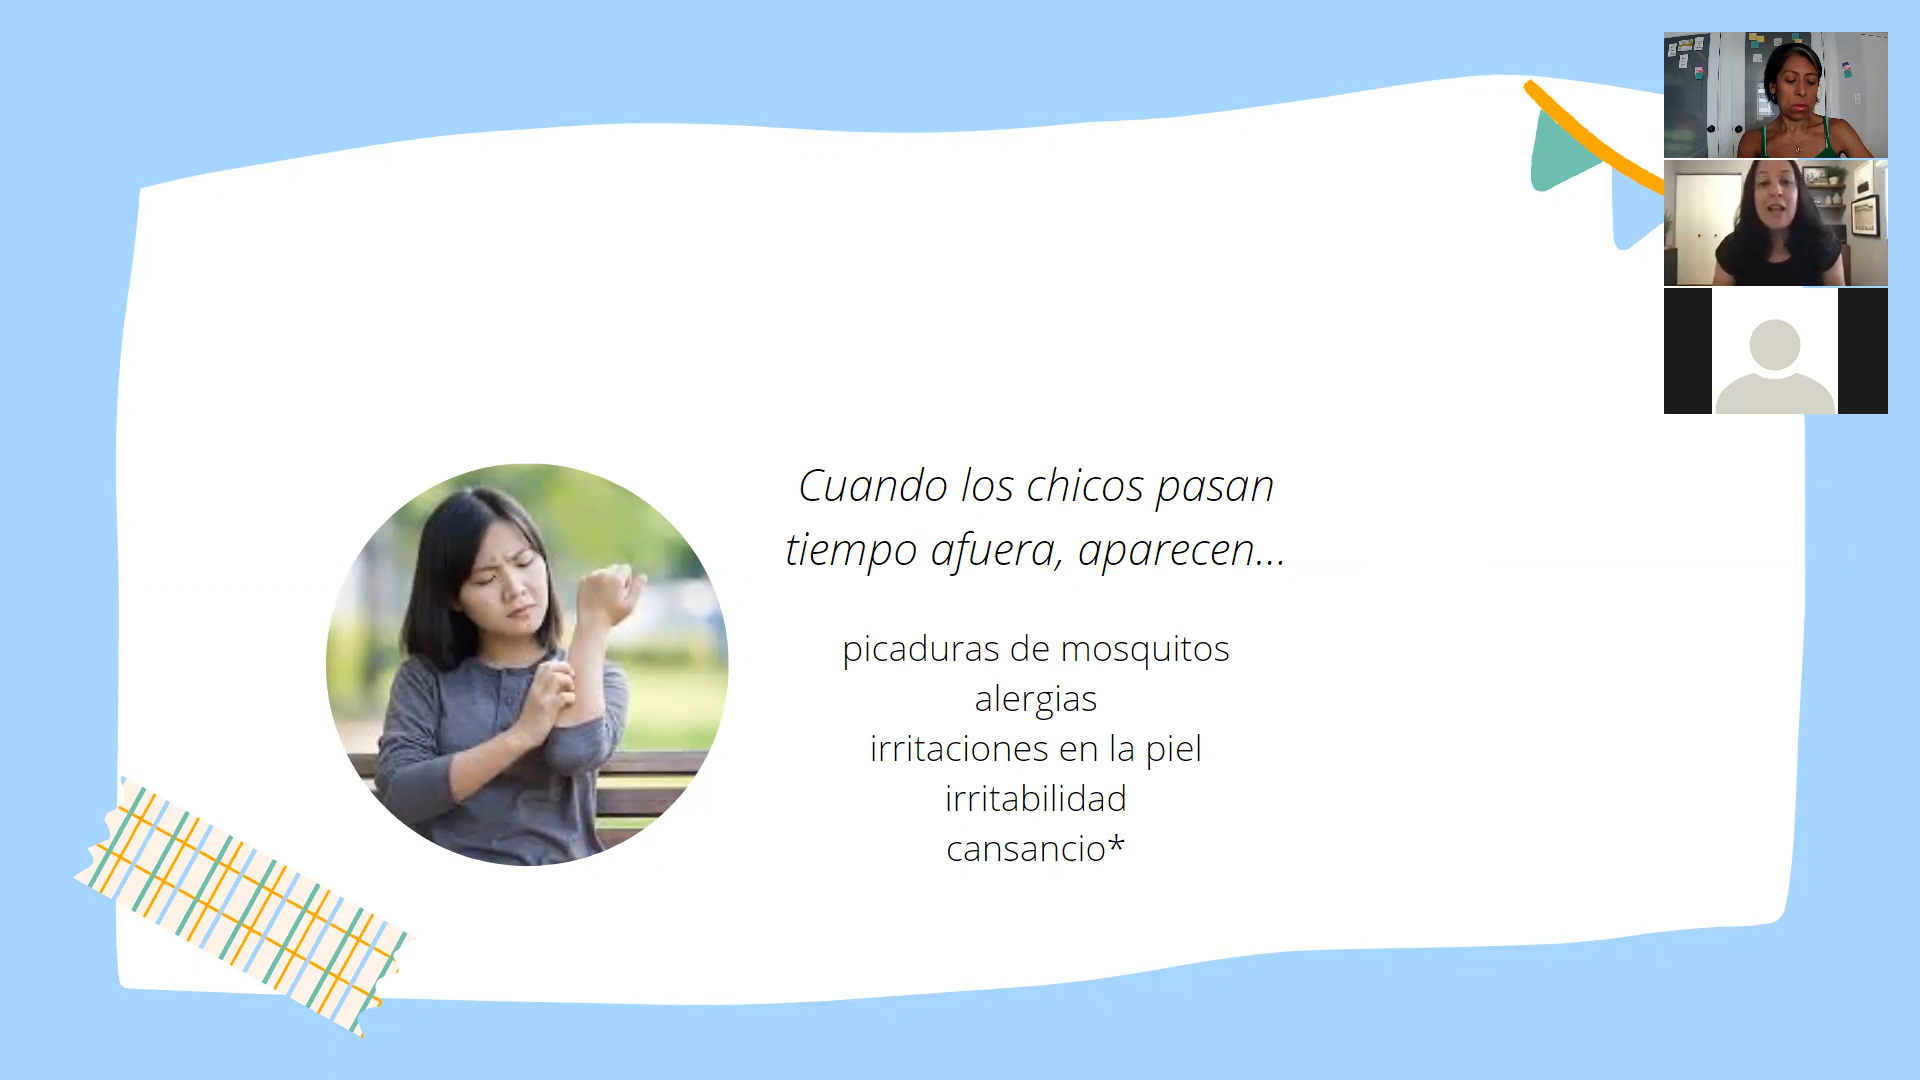 Cuando los chicos pasan
tiempo afuera, aparecen...
picaduras de mosquitos
alergias
irritaciones en la piel
irritabilidad
cansancio*